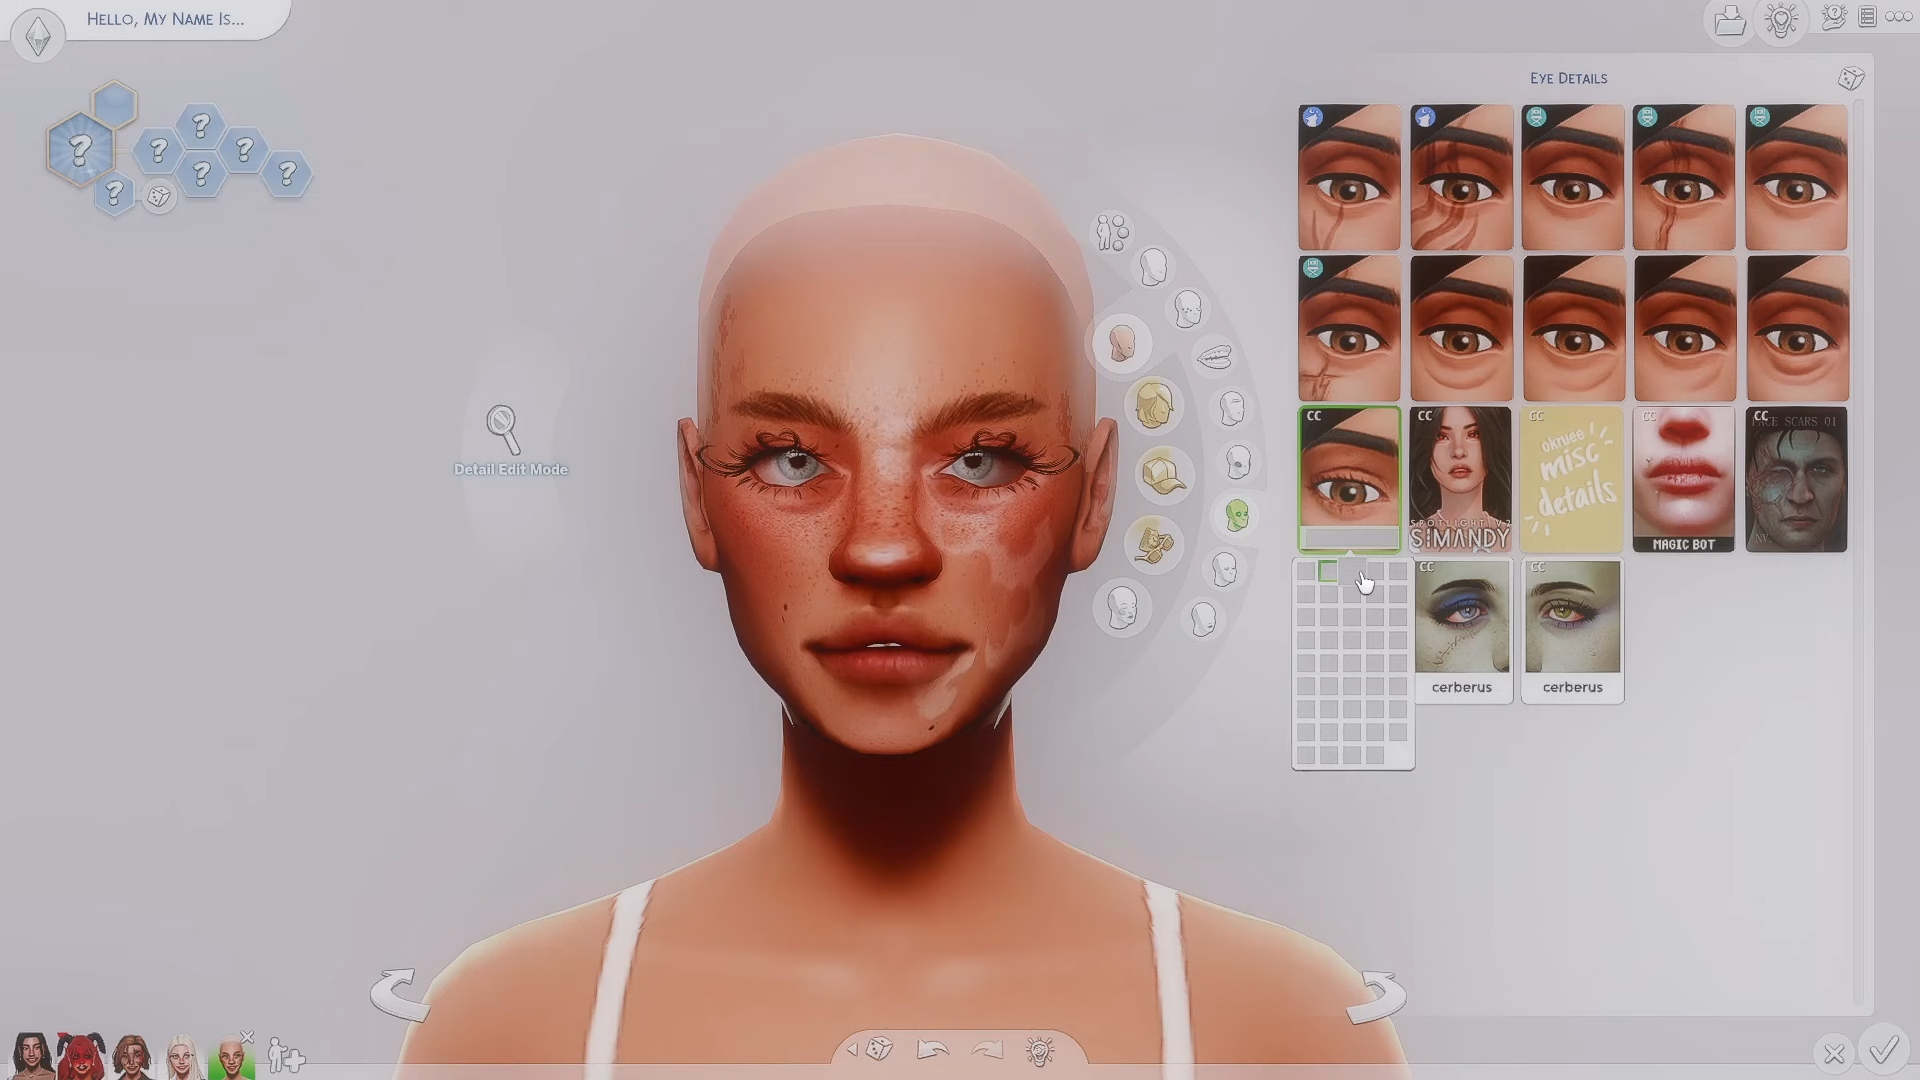 HELLO, MY NAME IS...
EYE DETAILS
Detail Edit Mode
CC
CC
SPOTLIGHT V2
SIMANDY
CC
okruee
misc
details
CC
MAGIC BOT
CC
FACE SCARS 01
NV.
CC
cerberus
CC
cerberus